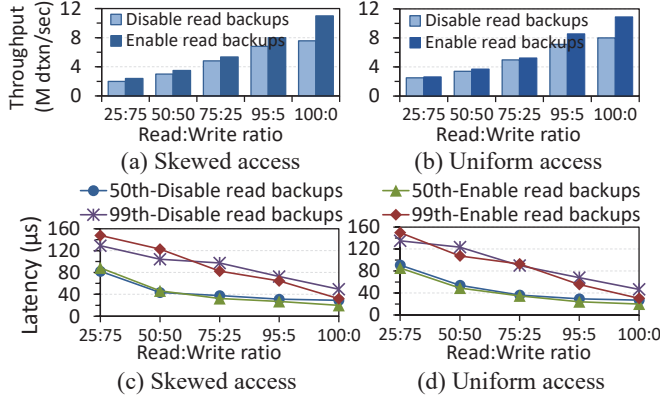 Throughput
(M dtxn/sec)
12
8
4
0
Disable read backups
Enable read backups
25:75 50:50 75:25 95:5 100:0
Read:Write ratio
(a) Skewed access
12
8
4
0
Disable read backups
Enable read backups
25:75 50:50 75:25 95:5 100:0
Read:Write ratio
(b) Uniform access
50th-Disable read backups
99th-Disable read backups
50th-Enable read backups
99th-Enable read backups
Latency (µs)
160
120
80
40
0
25:75 50:50 75:25 95:5 100:0
Read:Write ratio
(c) Skewed access
160
120
80
40
0
25:75 50:50 75:25 95:5 100:0
Read:Write ratio
(d) Uniform access